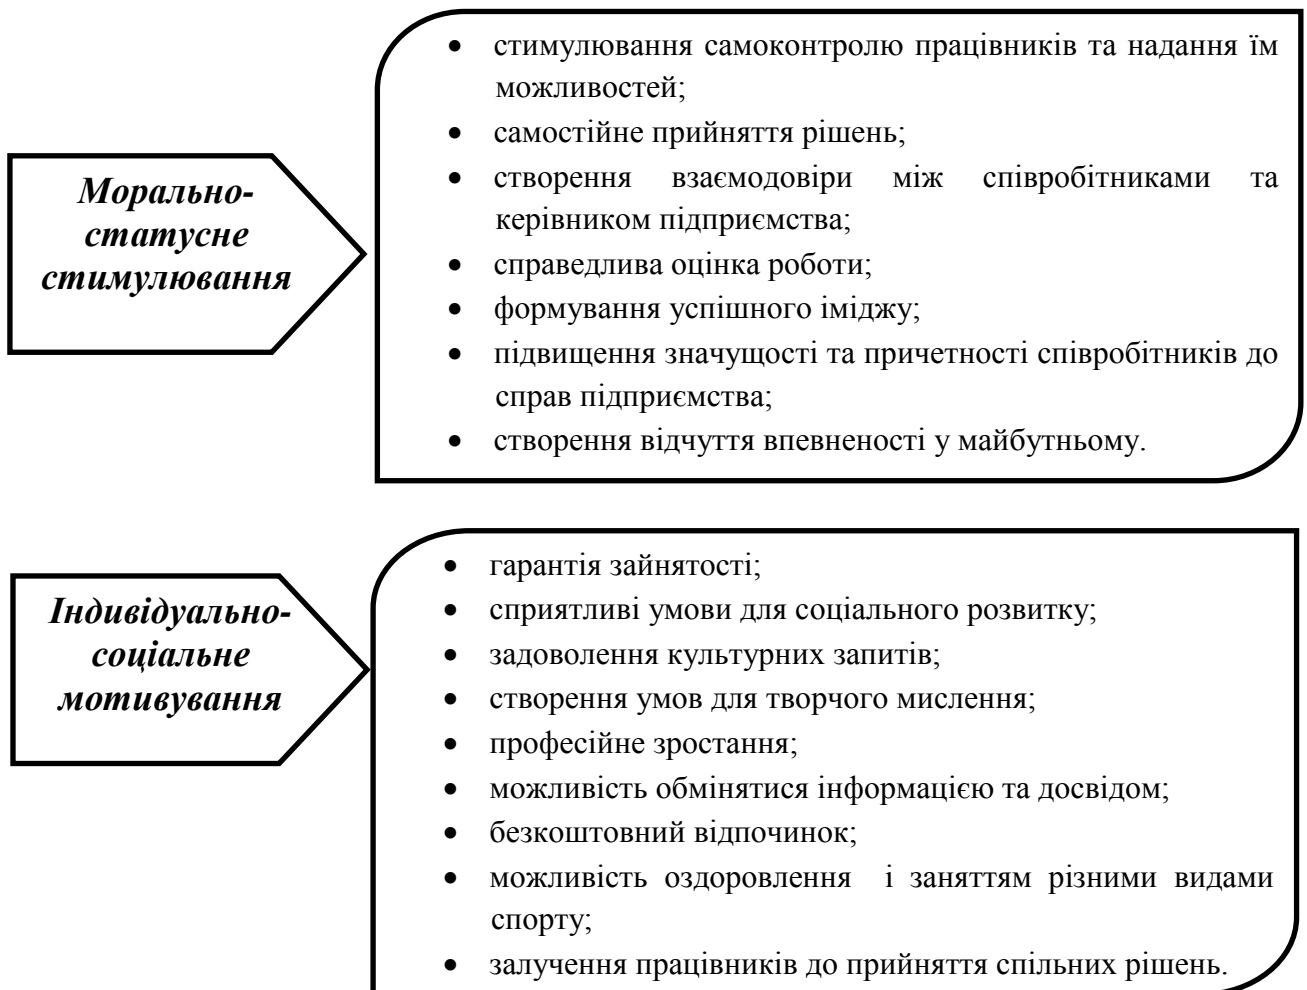 Морально-
статусне
стимулювання
• стимулювання самоконтролю працівників та надання їм
можливостей;
• самостійне прийняття рішень;
• створення взаємодовіри між співробітниками та
керівником підприємства;
• справедлива оцінка роботи;
• формування успішного іміджу;
• підвищення значущості та причетності співробітників до
справ підприємства;
• створення відчуття впевненості у майбутньому.
Індивідуально-
соціальне
мотивування
• гарантія зайнятості;
• сприятливі умови для соціального розвитку;
• задоволення культурних запитів;
• створення умов для творчого мислення;
• професійне зростання;
• можливість обмінятися інформацією та досвідом;
• безкоштовний відпочинок;
• можливість оздоровлення і заняттям різними видами
спорту;
• залучення працівників до прийняття спільних рішень.